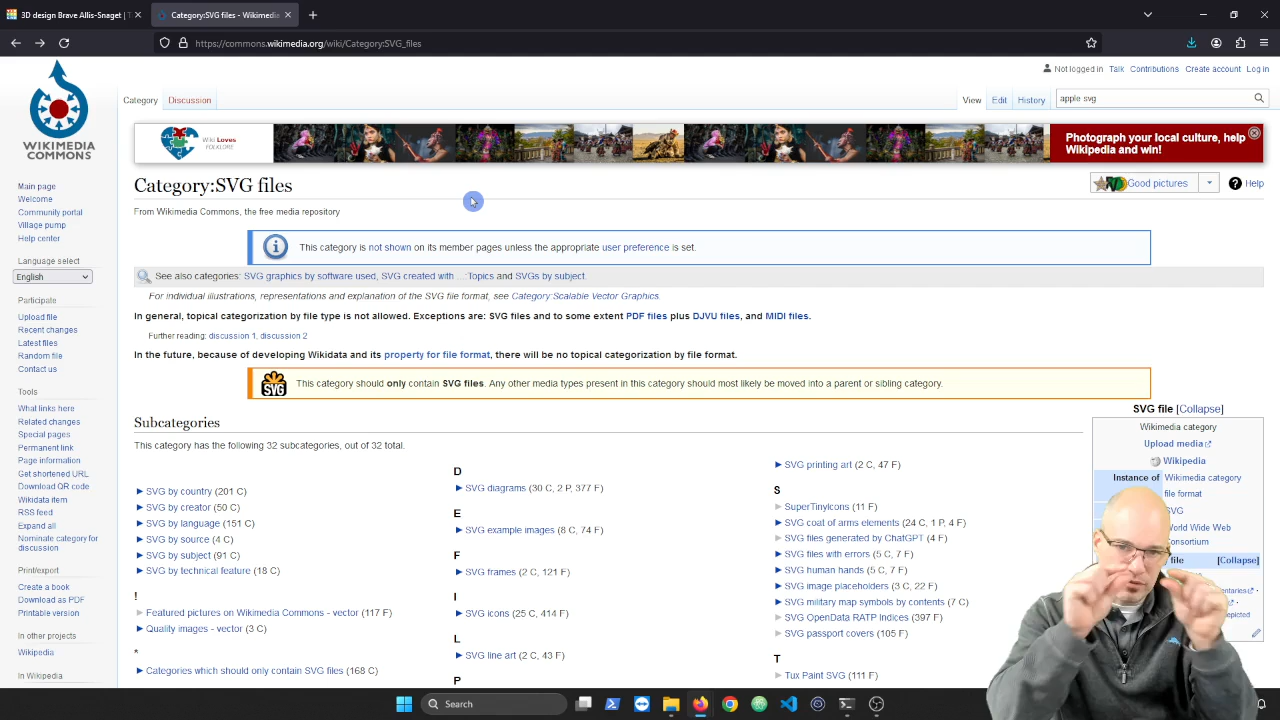 3D design Brave Allis-Snaget | T
Category:SVG files - Wikimedia
https://commons.wikimedia.org/wiki/Category:SVG_files
Not logged in Talk Contributions Create account Log in
Category Discussion View Edit History apple svg
WIKIMEDIA
COMMONS
Wiki Loves
FOLKLORE
Photograph your local culture, help
Wikipedia and win!
Category:SVG files
Good pictures
Help
From Wikimedia Commons, the free media repository
Main page
Welcome
Community portal
Village pump
Help center
Language select
English
Participate
Upload file
Recent changes
Latest files
Random file
Contact us
Tools
What links here
Related changes
Special pages
Permanent link
Page information
Get shortened URL
Download QR code
Wikidata item
RSS feed
Expand all
Nominate category for
discussion
Print/export
Create a book
Download as PDF
Printable version
In other projects
Wikipedia
In Wikipedia
This category is not shown on its member pages unless the appropriate user preference is set.
See also categories: SVG graphics by software used, SVG created with ...:Topics and SVGs by subject.
For individual illustrations, representations and explanation of the SVG file format, see Category:Scalable Vector Graphics.
In general, topical categorization by file type is not allowed. Exceptions are: SVG files and to some extent PDF files plus DJVU files, and MIDI files.
Further reading: discussion 1, discussion 2
In the future, because of developing Wikidata and its property for file format, there will be no topical categorization by file format.
SVG
This category should only contain SVG files. Any other media types present in this category should most likely be moved into a parent or sibling category.
Subcategories
This category has the following 32 subcategories, out of 32 total.
SVG by country (201 C)
SVG by creator (50 C)
SVG by language (151 C)
SVG by source (4 C)
SVG by subject (91 C)
SVG by technical feature (18 C)
!
Featured pictures on Wikimedia Commons - vector (117 F)
Quality images - vector (3 C)
*
Categories which should only contain SVG files (168 C)
D
SVG diagrams (30 C, 2 P, 377 F)
E
SVG example images (8 C, 74 F)
F
SVG frames (2 C, 121 F)
I
SVG icons (25 C, 414 F)
L
SVG line art (2 C, 43 F)
P
SVG printing art (2 C, 47 F)
S
SuperTinyIcons (11 F)
SVG coat of arms elements (24 C, 1 P, 4 F)
SVG files generated by ChatGPT (4 F)
SVG files with errors (5 C, 7 F)
SVG human hands (5 C, 7 F)
SVG image placeholders (3 C, 22 F)
SVG military map symbols by contents (7 C)
SVG OpenData RATP Indices (397 F)
SVG passport covers (105 F)
T
Tux Paint SVG (111 F)
SVG file [Collapse]
Wikimedia category
Upload media
Wikipedia
Instance of Wikimedia category
file format
SVG
World Wide Web
Consortium
file [Collapse]
Search